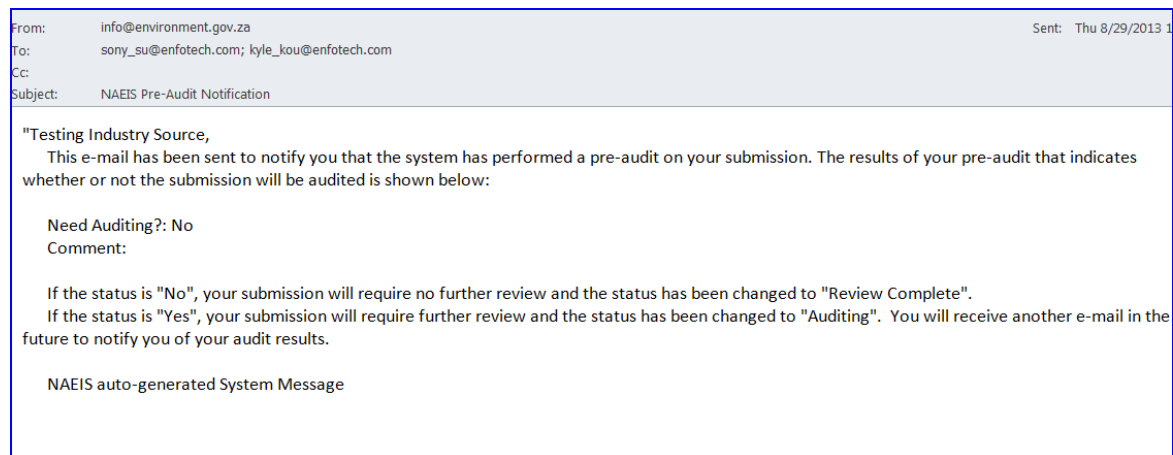 From: info@environment.gov.za Sent: Thu 8/29/2013 1
To: sony_su@enfotech.com; kyle_kou@enfotech.com
Cc:
Subject: NAEIS Pre-Audit Notification
"Testing Industry Source,
This e-mail has been sent to notify you that the system has performed a pre-audit on your submission. The results of your pre-audit that indicates
whether or not the submission will be audited is shown below:
Need Auditing?: No
Comment:
If the status is "No", your submission will require no further review and the status has been changed to "Review Complete".
If the status is "Yes", your submission will require further review and the status has been changed to "Auditing".  You will receive another e-mail in the
future to notify you of your audit results.
NAEIS auto-generated System Message